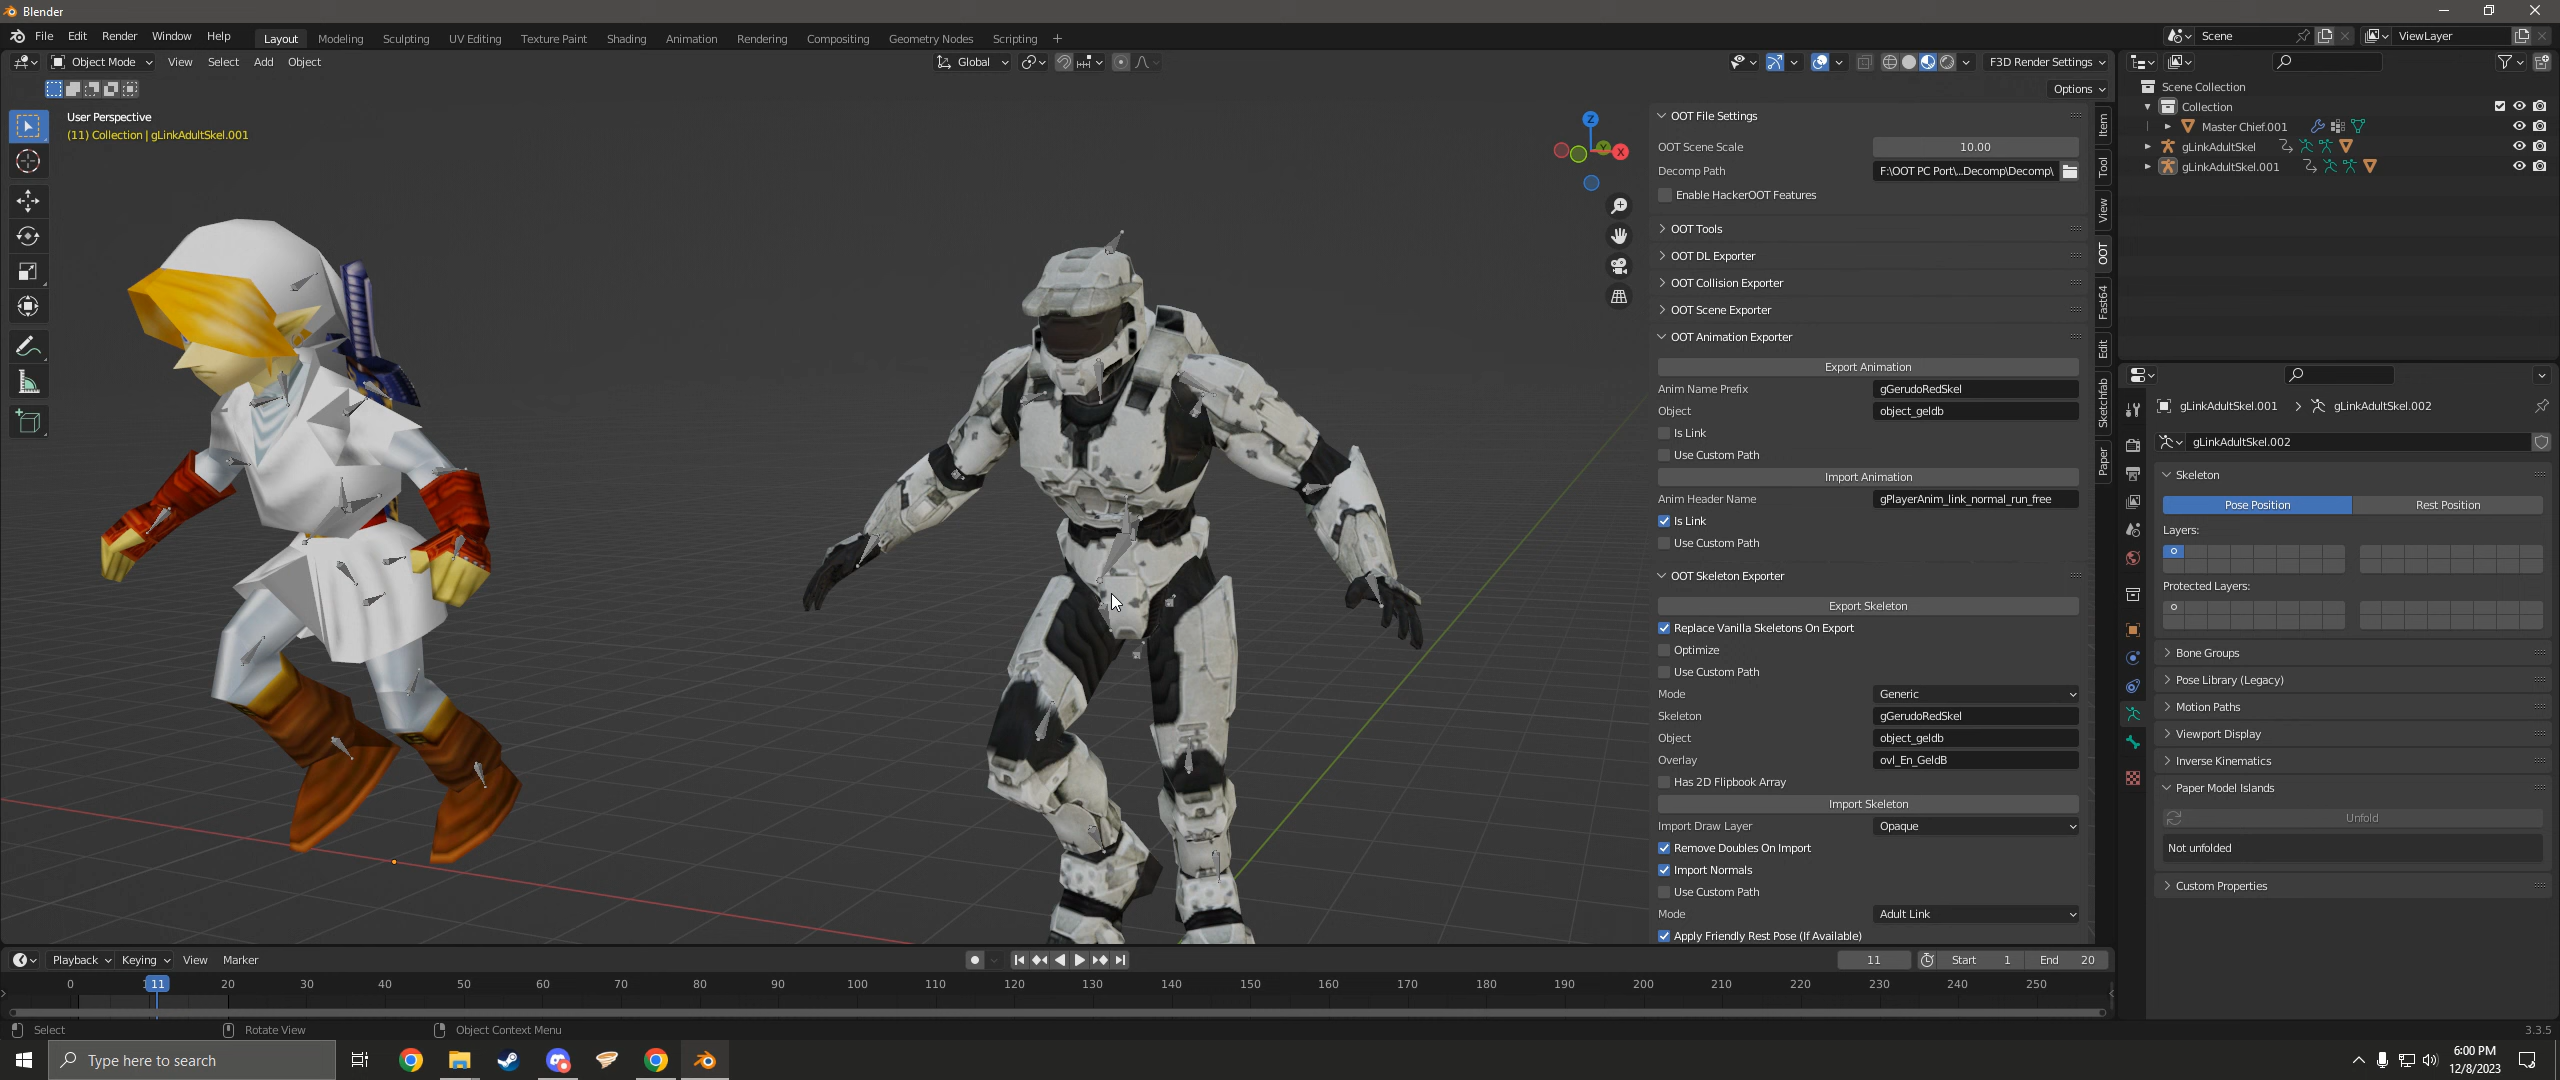 Blender
File Edit Render Window Help Layout Modeling Sculpting UV Editing Texture Paint Shading Animation Rendering Compositing Geometry Nodes Scripting + Scene ViewLayer
Object Mode View Select Add Object Global F3D Render Settings
Options
User Perspective
(11) Collection | gLinkAdultSkel.001
Z
Y
X
OOT File Settings
OOT Scene Scale 10.00
Decomp Path F:\OOT PC Port\...Decomp\Decomp\
Enable HackerOOT Features
OOT Tools
OOT DL Exporter
OOT Collision Exporter
OOT Scene Exporter
OOT Animation Exporter
Export Animation
Anim Name Prefix gGerudoRedSkel
Object object_geldb
Is Link
Use Custom Path
Import Animation
Anim Header Name gPlayerAnim_link_normal_run_free
Is Link
Use Custom Path
OOT Skeleton Exporter
Export Skeleton
Replace Vanilla Skeletons On Export
Optimize
Use Custom Path
Mode Generic
Skeleton gGerudoRedSkel
Object object_geldb
Overlay ovl_En_GeldB
Has 2D Flipbook Array
Import Skeleton
Import Draw Layer Opaque
Remove Doubles On Import
Import Normals
Use Custom Path
Mode Adult Link
Apply Friendly Rest Pose (If Available)
Item
Tool
View
OOT
Fast64
Edit
Sketchfab
Paper
Scene Collection
Collection
Master Chief.001
gLinkAdultSkel
gLinkAdultSkel.001
gLinkAdultSkel.001 > gLinkAdultSkel.002
gLinkAdultSkel.002
Skeleton
Pose Position Rest Position
Layers:
Protected Layers:
Bone Groups
Pose Library (Legacy)
Motion Paths
Viewport Display
Inverse Kinematics
Paper Model Islands
Unfold
Not unfolded
Custom Properties
Playback Keying View Marker 11 Start 1 End 20
0 11 20 30 40 50 60 70 80 90 100 110 120 130 140 150 160 170 180 190 200 210 220 230 240 250
Select Rotate View Object Context Menu 3.3.5
Type here to search
6:00 PM
12/8/2023